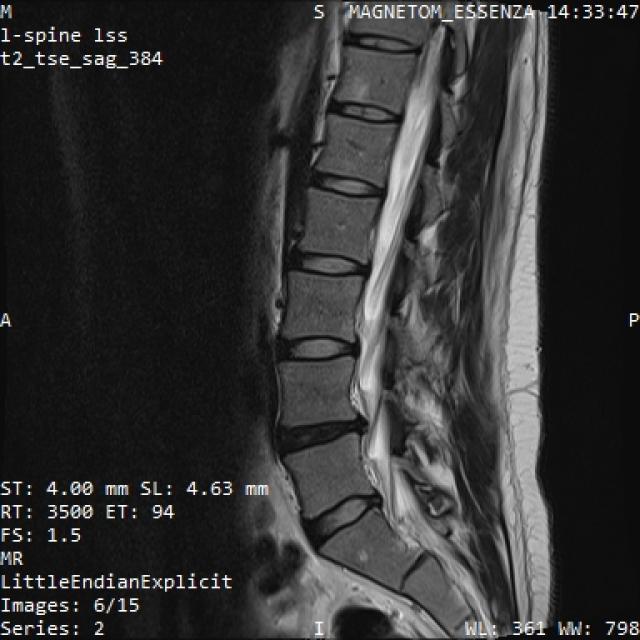 M S MAGNETOM_ESSENZA 14:33:47
l-spine lss
t2_tse_sag_384
A P
ST: 4.00 mm SL: 4.63 mm
RT: 3500 ET: 94
FS: 1.5
MR
LittleEndianExplicit
Images: 6/15
Series: 2 I WL: 361 WW: 798